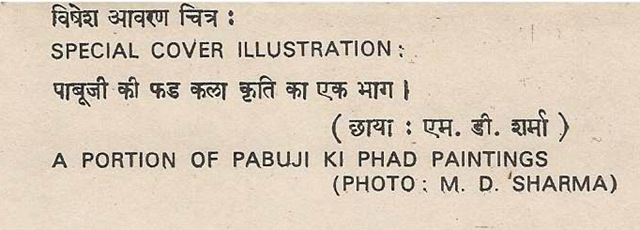 विषेश आवरण चित्र :
SPECIAL COVER ILLUSTRATION :
पाबूजी की फड कला कृति का एक भाग।
( छाया : एम. डी. शर्मा )
A PORTION OF PABUJI KI PHAD PAINTINGS
(PHOTO : M. D. SHARMA)